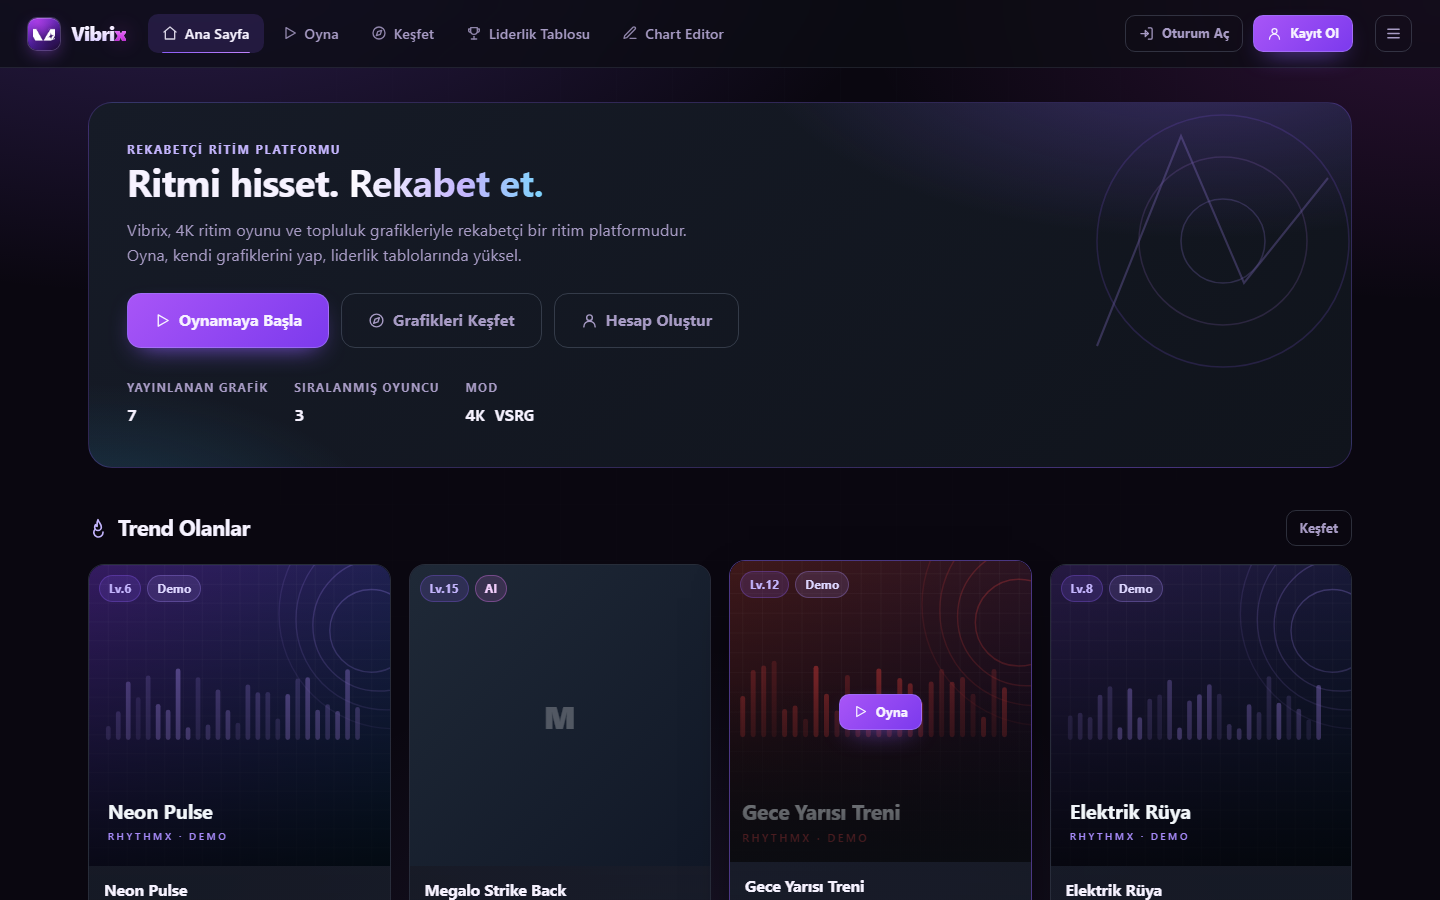 Vibrix
Ana Sayfa
Oyna
Keşfet
Liderlik Tablosu
Chart Editor
Oturum Aç
Kayıt Ol
REKABETÇİ RİTİM PLATFORMU
Ritmi hisset. Rekabet et.
Vibrix, 4K ritim oyunu ve topluluk grafikleriyle rekabetçi bir ritim platformudur.
Oyna, kendi grafiklerini yap, liderlik tablolarında yüksel.
Oynamaya Başla
Grafikleri Keşfet
Hesap Oluştur
YAYINLANAN GRAFİK
7
SIRALANMIŞ OYUNCU
3
MOD
4K VSRG
Trend Olanlar
Keşfet
Lv.6
Demo
Neon Pulse
RHYTHMX · DEMO
Neon Pulse
Lv.15
AI
M
Megalo Strike Back
Lv.12
Demo
Oyna
Gece Yarısı Treni
RHYTHMX · DEMO
Gece Yarısı Treni
Lv.8
Demo
Elektrik Rüya
RHYTHMX · DEMO
Elektrik Rüya